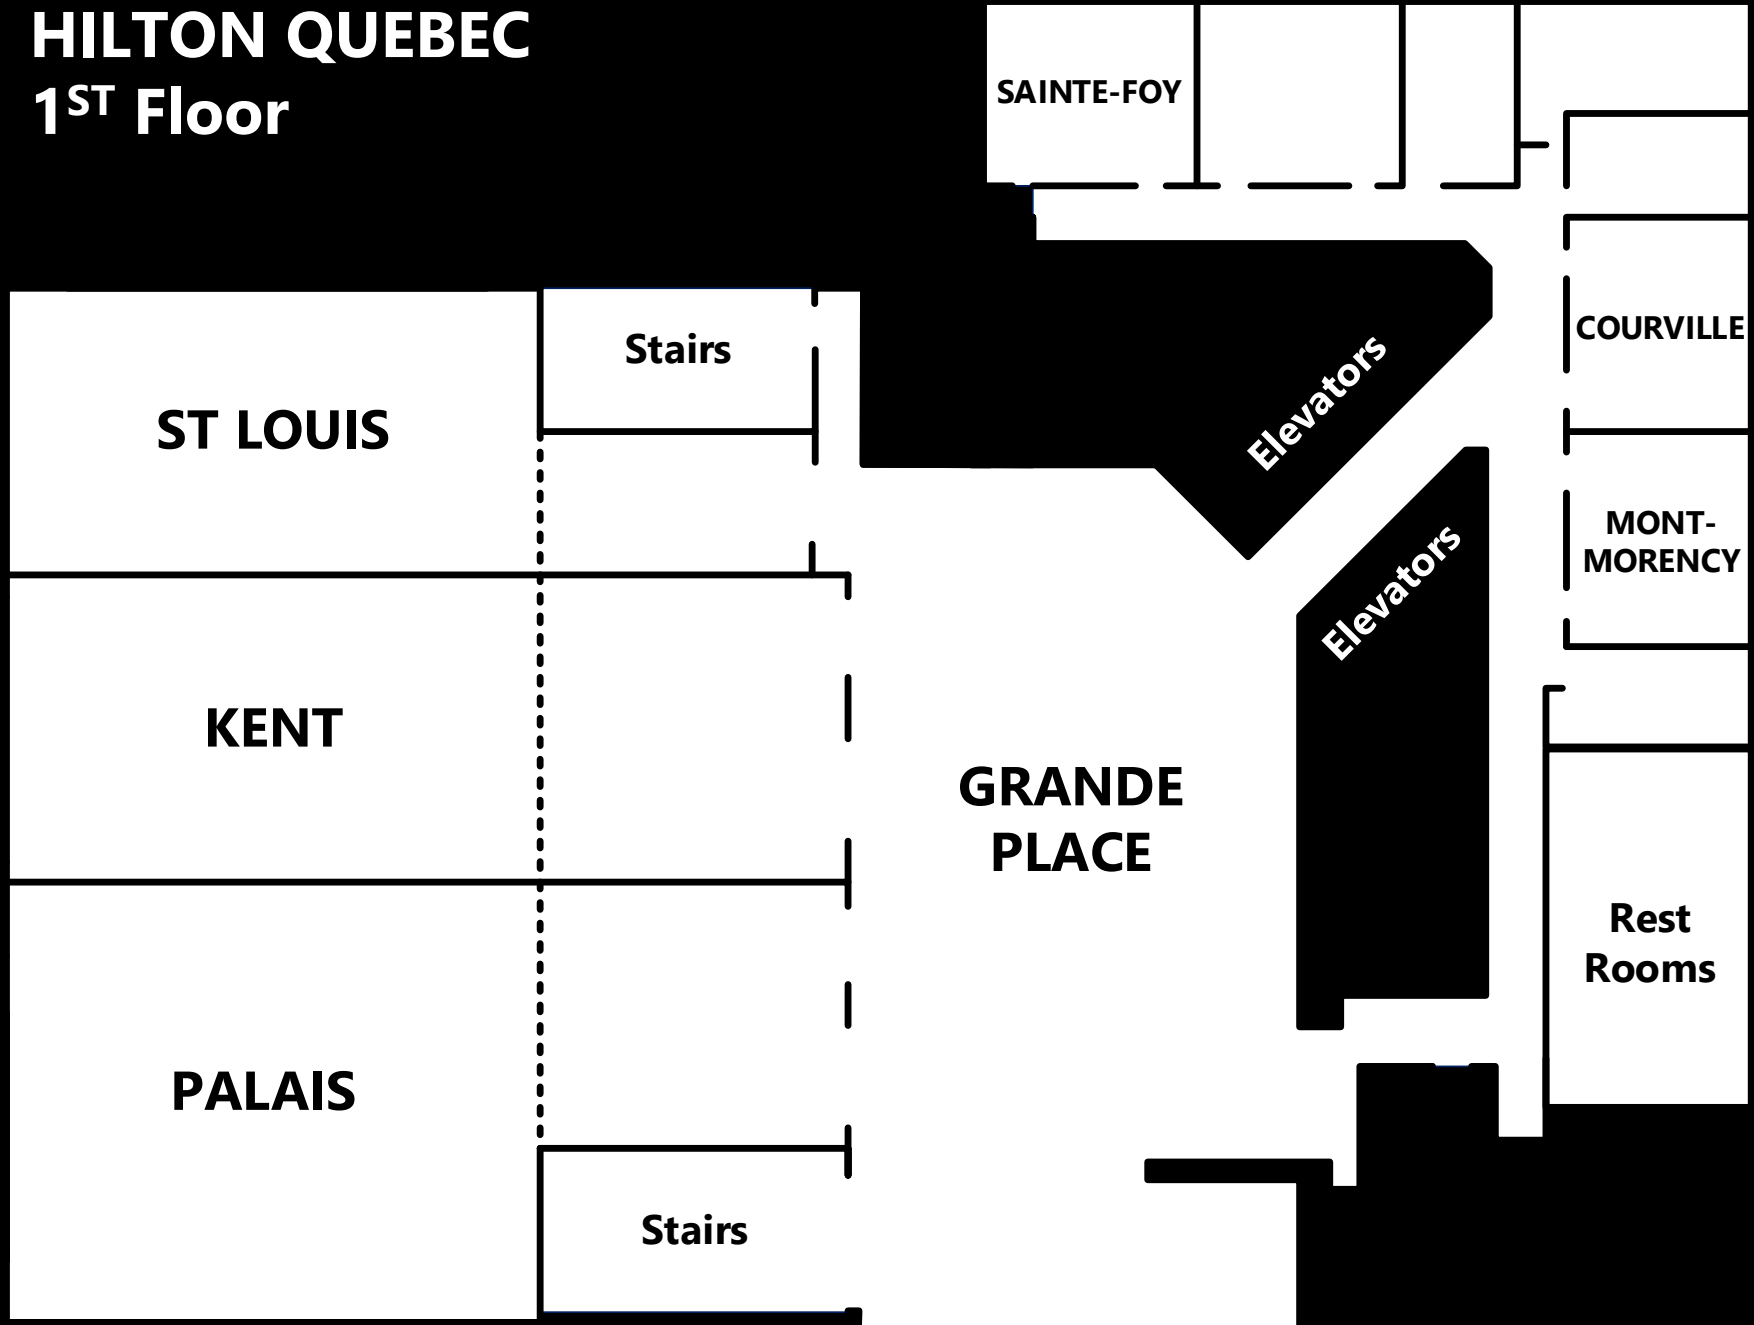 HILTON QUEBEC
1ST Floor
SAINTE-FOY
COURVILLE
Stairs
Elevators
ST LOUIS
MONT-
MORENCY
Elevators
KENT
GRANDE
PLACE
Rest
Rooms
PALAIS
Stairs